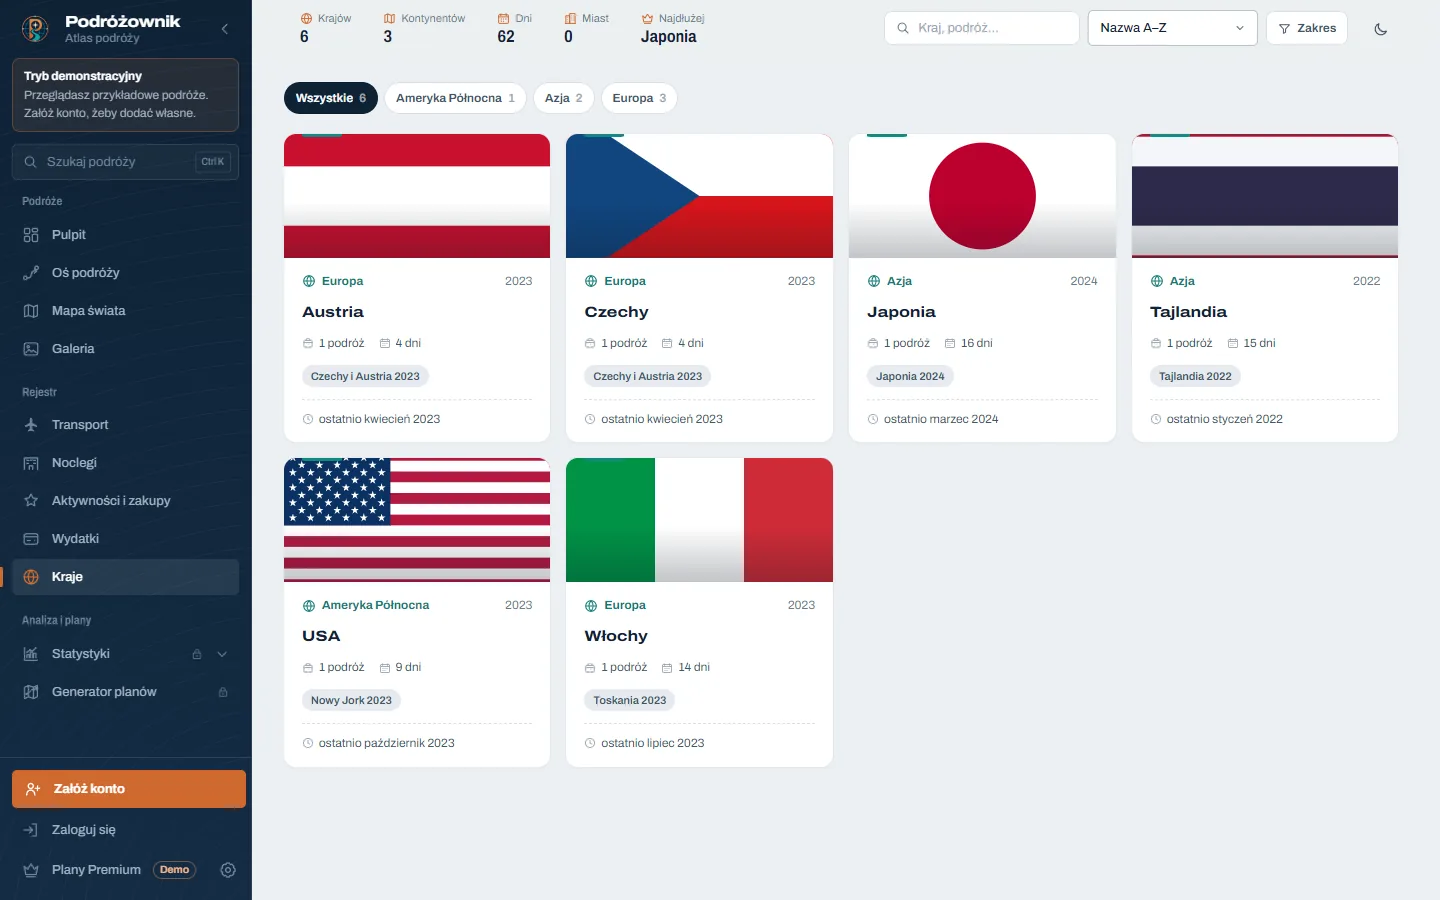 Podróżownik
Atlas podróży
Tryb demonstracyjny
Przeglądasz przykładowe podróże.
Załóż konto, żeby dodać własne.
Szukaj podróży
Ctrl K
Podróże
Pulpit
Oś podróży
Mapa świata
Galeria
Rejestr
Transport
Noclegi
Aktywności i zakupy
Wydatki
Kraje
Analiza i plany
Statystyki
Generator planów
Załóż konto
Zaloguj się
Plany Premium
Demo
Krajów
6
Kontynentów
3
Dni
62
Miast
0
Najdłużej
Japonia
Kraj, podróż...
Nazwa A–Z
Zakres
Wszystkie 6
Ameryka Północna 1
Azja 2
Europa 3
Europa 2023
Austria
1 podróż 4 dni
Czechy i Austria 2023
ostatnio kwiecień 2023
Europa 2023
Czechy
1 podróż 4 dni
Czechy i Austria 2023
ostatnio kwiecień 2023
Azja 2024
Japonia
1 podróż 16 dni
Japonia 2024
ostatnio marzec 2024
Azja 2022
Tajlandia
1 podróż 15 dni
Tajlandia 2022
ostatnio styczeń 2022
Ameryka Północna 2023
USA
1 podróż 9 dni
Nowy Jork 2023
ostatnio październik 2023
Europa 2023
Włochy
1 podróż 14 dni
Toskania 2023
ostatnio lipiec 2023